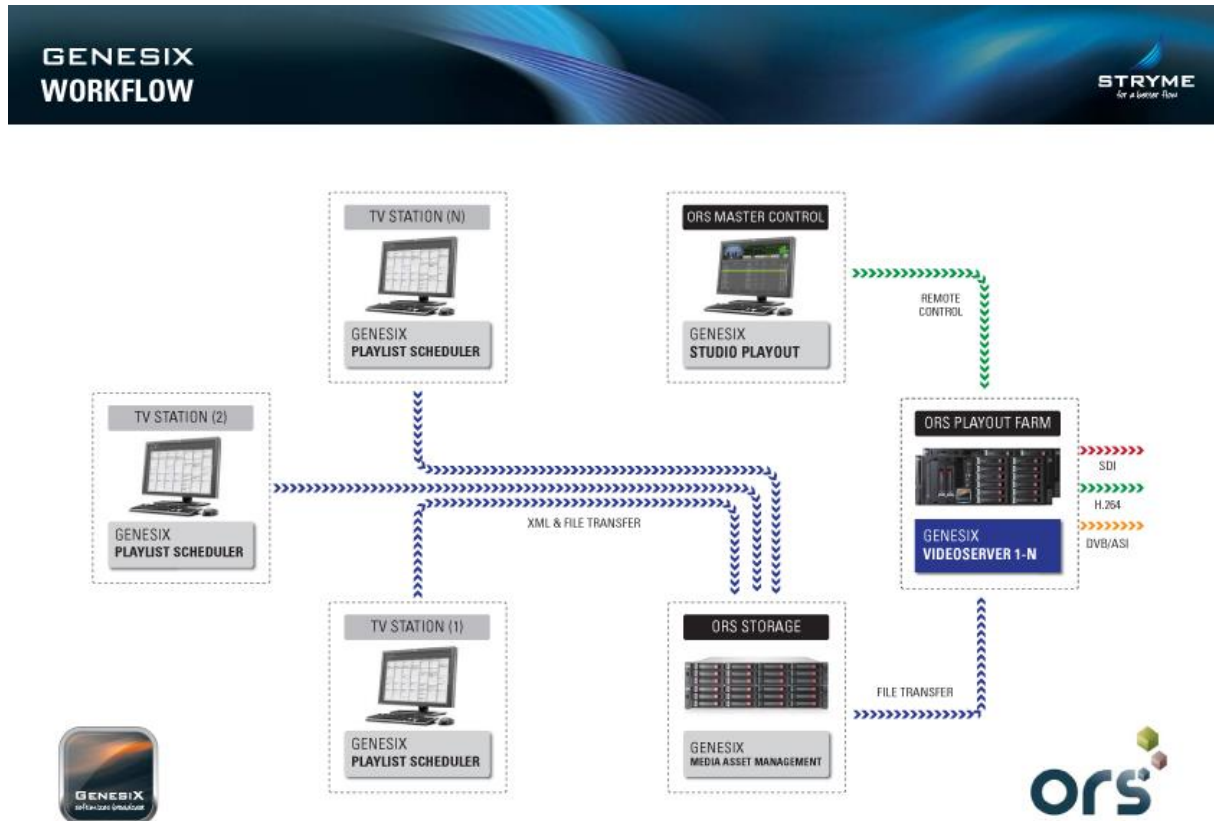 GENESIX
WORKFLOW
STRYME
for a better flow
TV STATION (N)
GENESIX
PLAYLIST SCHEDULER
ORS MASTER CONTROL
GENESIX
STUDIO PLAYOUT
REMOTE
CONTROL
TV STATION (2)
GENESIX
PLAYLIST SCHEDULER
ORS PLAYOUT FARM
GENESIX
VIDEOSERVER 1-N
SDI
H.264
DVB/ASI
XML & FILE TRANSFER
TV STATION (1)
GENESIX
PLAYLIST SCHEDULER
ORS STORAGE
GENESIX
MEDIA ASSET MANAGEMENT
FILE TRANSFER
GENESIX
softimizes broadcast
ors